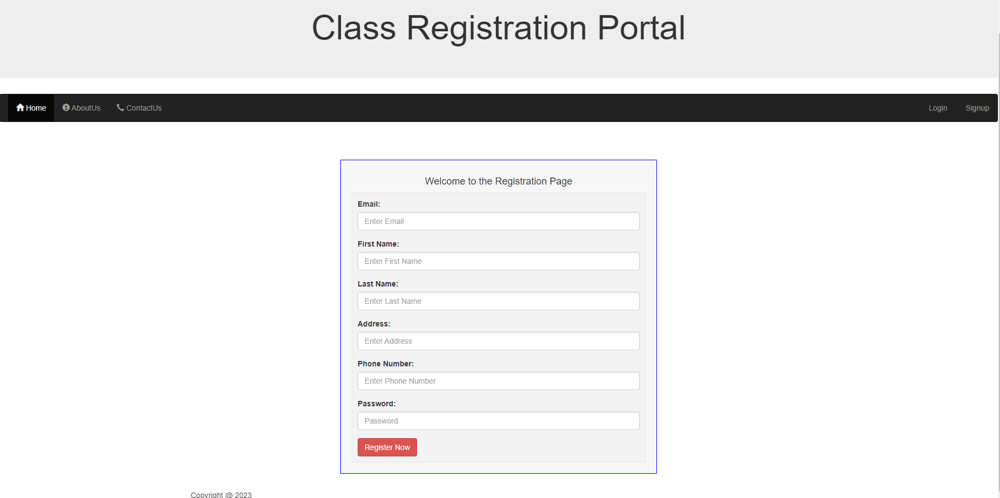 Class Registration Portal
Home AboutUs ContactUs Login Signup
Welcome to the Registration Page
Email:
Enter Email
First Name:
Enter First Name
Last Name:
Enter Last Name
Address:
Enter Address
Phone Number:
Enter Phone Number
Password:
Password
Register Now
Copyright @ 2023